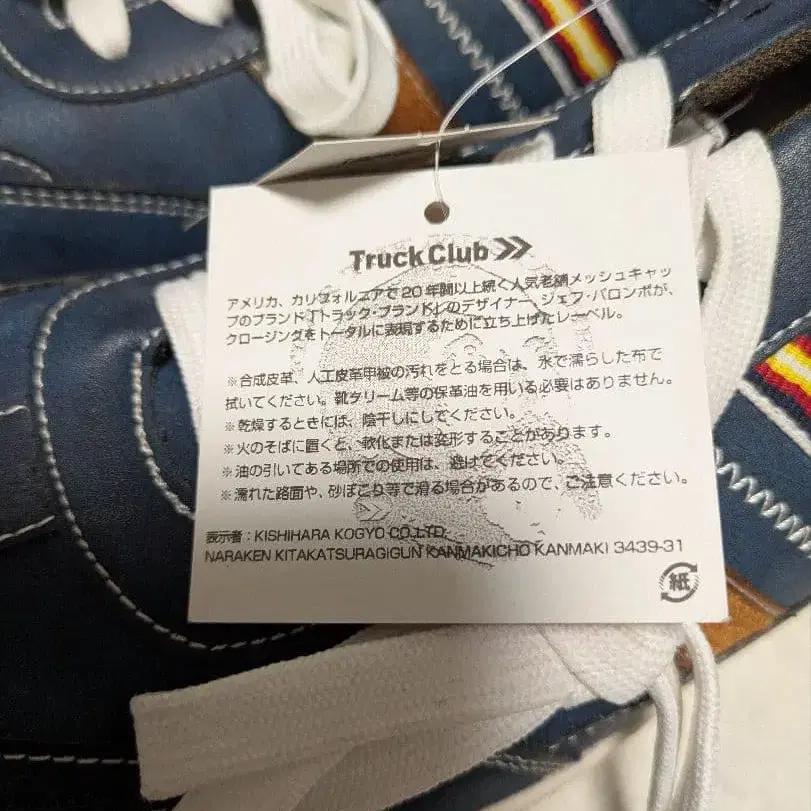 Truck Club
アメリカ、カリフォルニアで20年間以上続く人気老舗メッシュキャッ
プのブランド「トラック・ブランド」のデザイナー、ジェフ・バロンボが、
クロージングをトータルに表現するために立ち上げたレーベル。
※合成皮革、人工皮革甲被の汚れをとる場合は、氷で濡らした布で
拭いてください。靴クリーム等の保革油を用いる必要はありません。
※乾燥するときには、陰干しにしてください。
※火のそばに置くと、軟化または変形することがあります。
※油の引いてある場所での使用は、避けてください。
※濡れた路面や、砂ぼこり等で滑る場合があるので、ご注意ください。
表示者：KISHIHARA KOGYO CO.LTD.
NARAKEN KITAKATSURAGIGUN KANMAKICHO KANMAKI 3439-31
紙